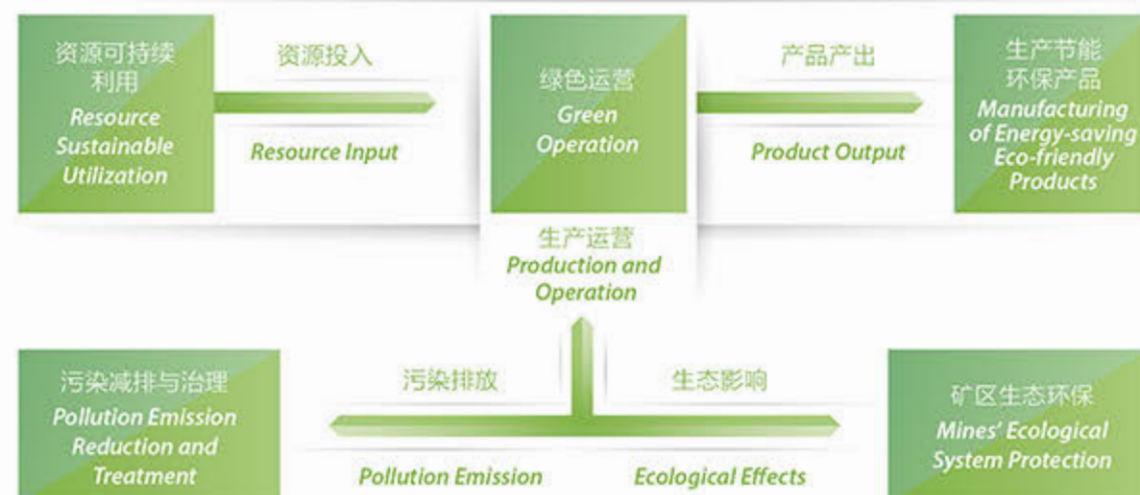 资源可持续
利用
Resource
Sustainable
Utilization
资源投入
Resource Input
绿色运营
Green
Operation
产品产出
Product Output
生产节能
环保产品
Manufacturing
of Energy-saving
Eco-friendly
Products
生产运营
Production and
Operation
污染减排与治理
Pollution Emission
Reduction and
Treatment
污染排放
Pollution Emission
生态影响
Ecological Effects
矿区生态环保
Mines' Ecological
System Protection